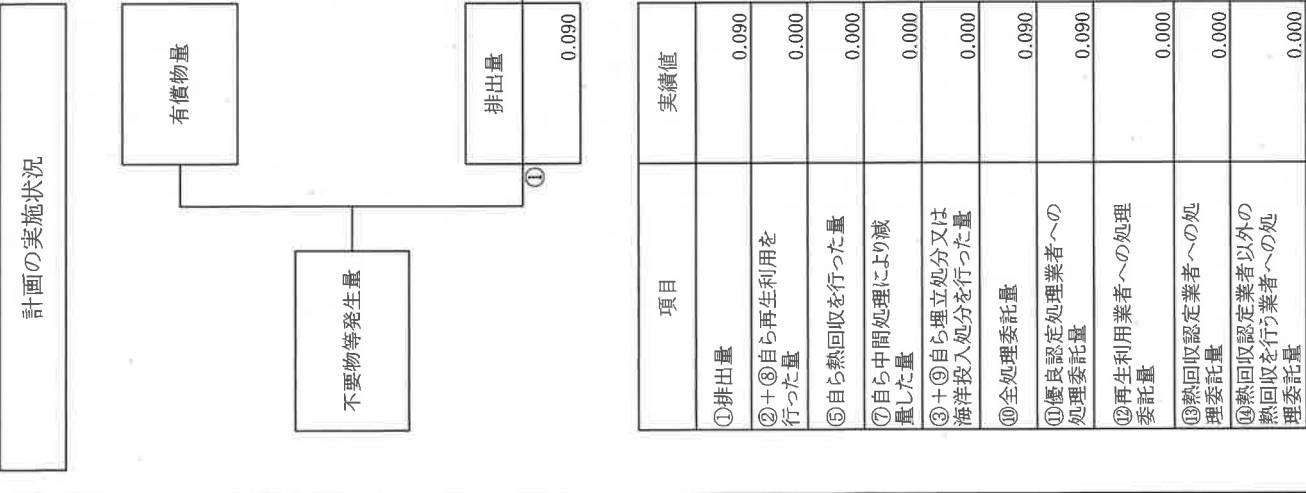 計画の実施状況
不要物等発生量
有償物量
排出量
①
0.090
項目
実績値
①排出量
0.090
②+⑧自ら再生利用を
行った量
0.000
⑤自ら熱回収を行った量
0.000
⑦自ら中間処理により減
量した量
0.000
③+⑨自ら埋立処分又は
海洋投入処分を行った量
0.000
⑩全処理委託量
0.090
⑪優良認定処理業者への
処理委託量
0.090
⑫再生利用業者への処理
委託量
0.000
⑬熱回収認定業者への処
理委託量
0.000
⑭熱回収認定業者以外の
熱回収を行う業者への処
理委託量
0.000